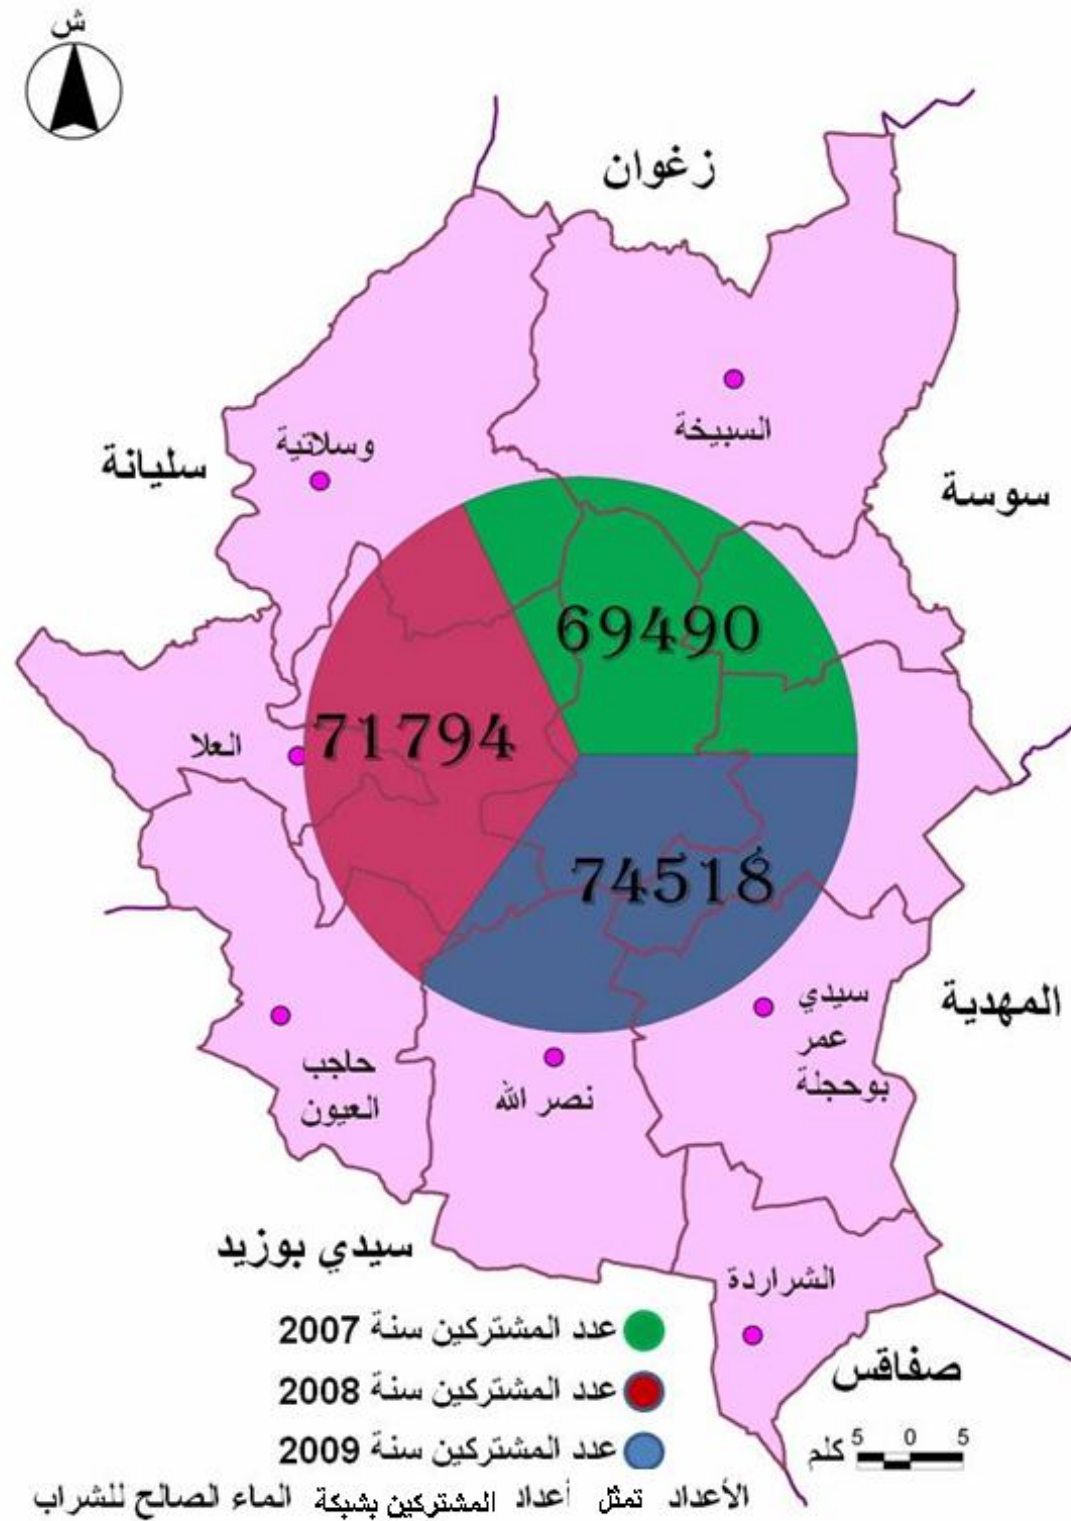 ش
زغوان
السبيخة
وسلاتية
سليانة
سوسة
69490
71794
العلا
74518
سيدي
عمر
بوحجلة
المهدية
حاجب
العيون
نصر الله
سيدي بوزيد
الشراردة
صفاقس
عدد المشتركين سنة 2007
عدد المشتركين سنة 2008
عدد المشتركين سنة 2009
5 0 5 كلم
الأعداد تمثل أعداد المشتركين بشبكة الماء الصالح للشراب